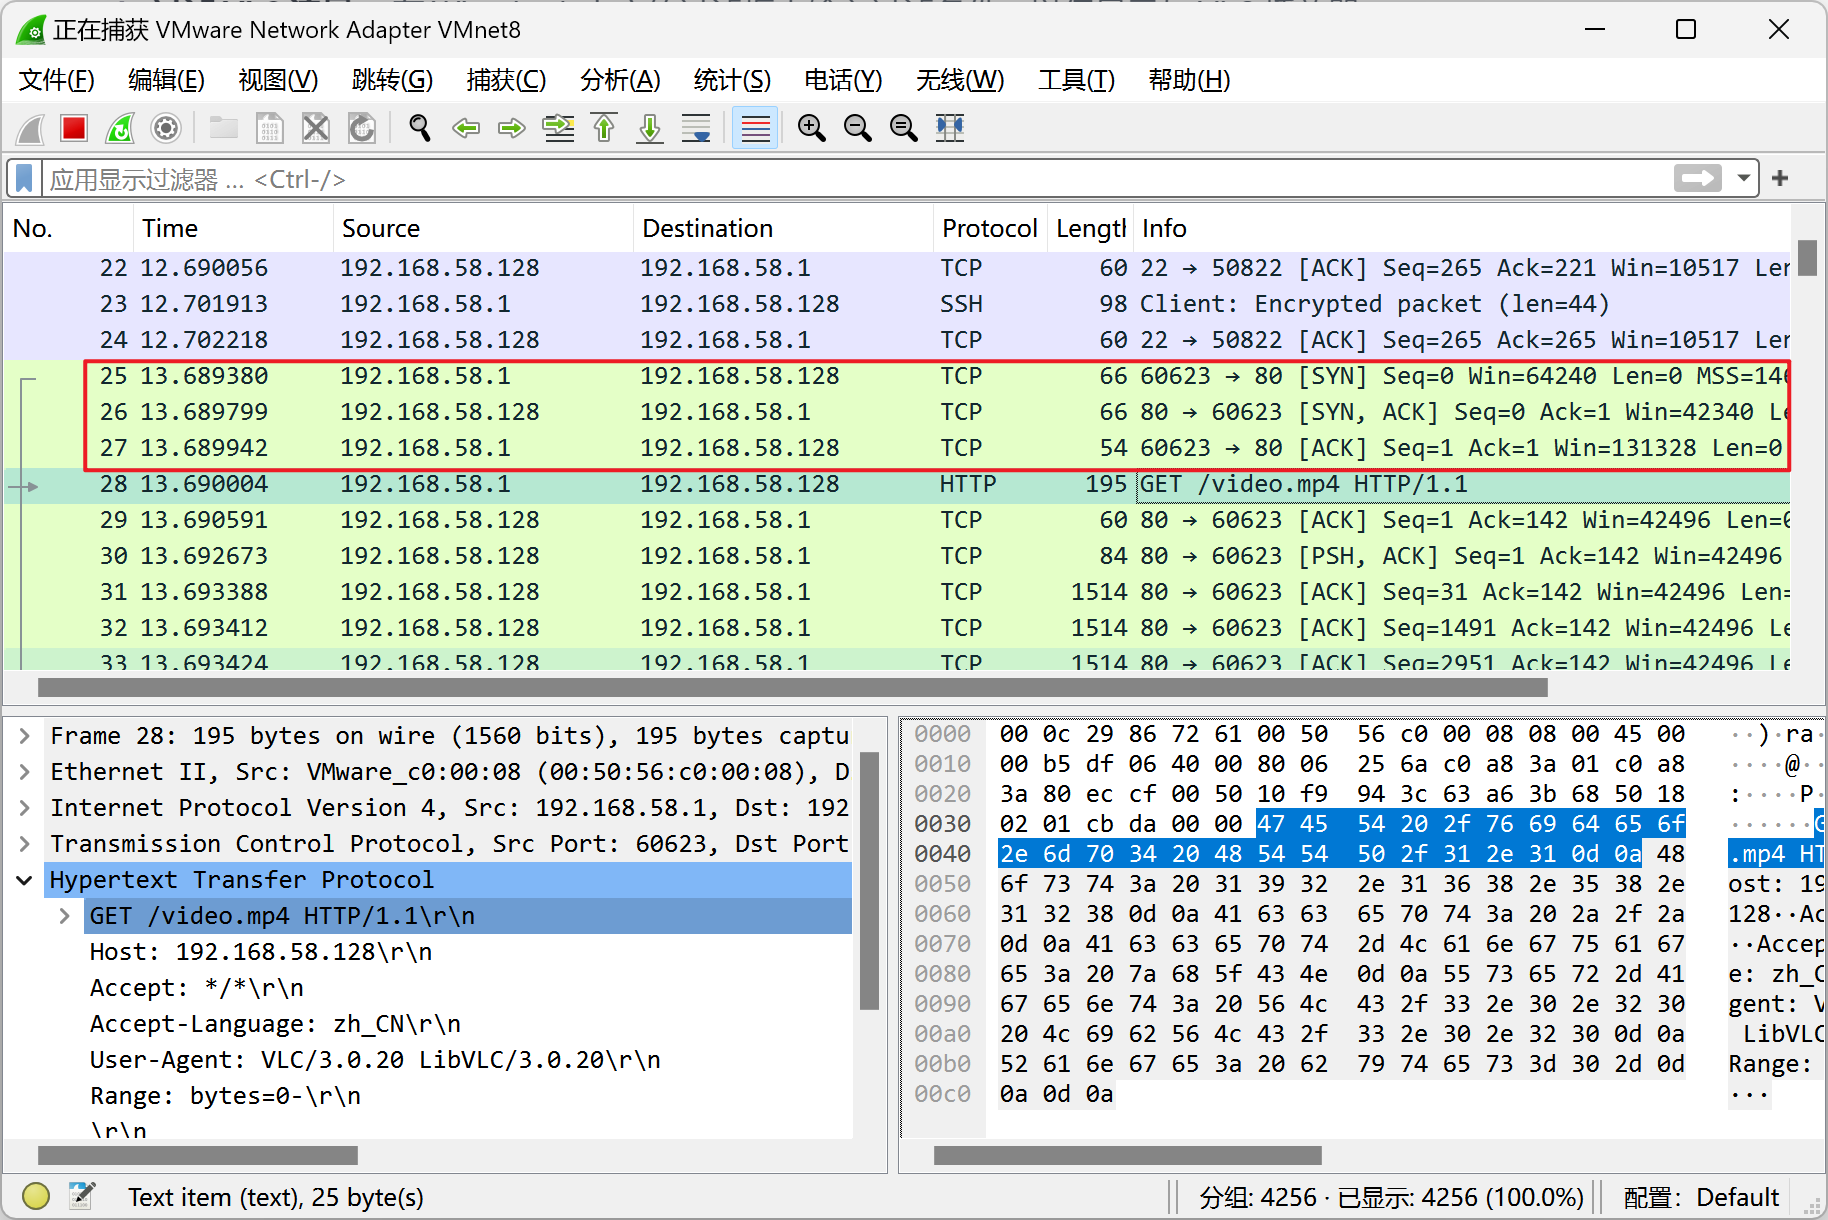 正在捕获 VMware Network Adapter VMnet8
文件(F) 编辑(E) 视图(V) 跳转(G) 捕获(C) 分析(A) 统计(S) 电话(Y) 无线(W) 工具(T) 帮助(H)
应用显示过滤器 … <Ctrl-/>
No. Time Source Destination Protocol Length Info
22 12.690056 192.168.58.128 192.168.58.1 TCP 60 22 → 50822 [ACK] Seq=265 Ack=221 Win=10517 Len
23 12.701913 192.168.58.1 192.168.58.128 SSH 98 Client: Encrypted packet (len=44)
24 12.702218 192.168.58.128 192.168.58.1 TCP 60 22 → 50822 [ACK] Seq=265 Ack=265 Win=10517 Len
25 13.689380 192.168.58.1 192.168.58.128 TCP 66 60623 → 80 [SYN] Seq=0 Win=64240 Len=0 MSS=146
26 13.689799 192.168.58.128 192.168.58.1 TCP 66 80 → 60623 [SYN, ACK] Seq=0 Ack=1 Win=42340 Le
27 13.689942 192.168.58.1 192.168.58.128 TCP 54 60623 → 80 [ACK] Seq=1 Ack=1 Win=131328 Len=0
28 13.690004 192.168.58.1 192.168.58.128 HTTP 195 GET /video.mp4 HTTP/1.1
29 13.690591 192.168.58.128 192.168.58.1 TCP 60 80 → 60623 [ACK] Seq=1 Ack=142 Win=42496 Len=0
30 13.692673 192.168.58.128 192.168.58.1 TCP 84 80 → 60623 [PSH, ACK] Seq=1 Ack=142 Win=42496
31 13.693388 192.168.58.128 192.168.58.1 TCP 1514 80 → 60623 [ACK] Seq=31 Ack=142 Win=42496 Len=
32 13.693412 192.168.58.128 192.168.58.1 TCP 1514 80 → 60623 [ACK] Seq=1491 Ack=142 Win=42496 Le
33 13.693424 192.168.58.128 192.168.58.1 TCP 1514 80 → 60623 [ACK] Seq=2951 Ack=142 Win=42496 Le
Frame 28: 195 bytes on wire (1560 bits), 195 bytes captu
Ethernet II, Src: VMware_c0:00:08 (00:50:56:c0:00:08), D
Internet Protocol Version 4, Src: 192.168.58.1, Dst: 192
Transmission Control Protocol, Src Port: 60623, Dst Port
Hypertext Transfer Protocol
GET /video.mp4 HTTP/1.1\r\n
Host: 192.168.58.128\r\n
Accept: */*\r\n
Accept-Language: zh_CN\r\n
User-Agent: VLC/3.0.20 LibVLC/3.0.20\r\n
Range: bytes=0-\r\n
\r\n
0000 00 0c 29 86 72 61 00 50 56 c0 00 08 08 00 45 00 ··)·ra·
0010 00 b5 df 06 40 00 80 06 25 6a c0 a8 3a 01 c0 a8 ····@··
0020 3a 80 ec cf 00 50 10 f9 94 3c 63 a6 3b 68 50 18 :····P·
0030 02 01 cb da 00 00 47 45 54 20 2f 76 69 64 65 6f ······G
0040 2e 6d 70 34 20 48 54 54 50 2f 31 2e 31 0d 0a 48 .mp4 HT
0050 6f 73 74 3a 20 31 39 32 2e 31 36 38 2e 35 38 2e ost: 19
0060 31 32 38 0d 0a 41 63 63 65 70 74 3a 20 2a 2f 2a 128··Ac
0070 0d 0a 41 63 63 65 70 74 2d 4c 61 6e 67 75 61 67 ··Accep
0080 65 3a 20 7a 68 5f 43 4e 0d 0a 55 73 65 72 2d 41 e: zh_C
0090 67 65 6e 74 3a 20 56 4c 43 2f 33 2e 30 2e 32 30 gent: V
00a0 20 4c 69 62 56 4c 43 2f 33 2e 30 2e 32 30 0d 0a LibVLC
00b0 52 61 6e 67 65 3a 20 62 79 74 65 73 3d 30 2d 0d Range:
00c0 0a 0d 0a ···
Text item (text), 25 byte(s) 分组: 4256 · 已显示: 4256 (100.0%) 配置: Default